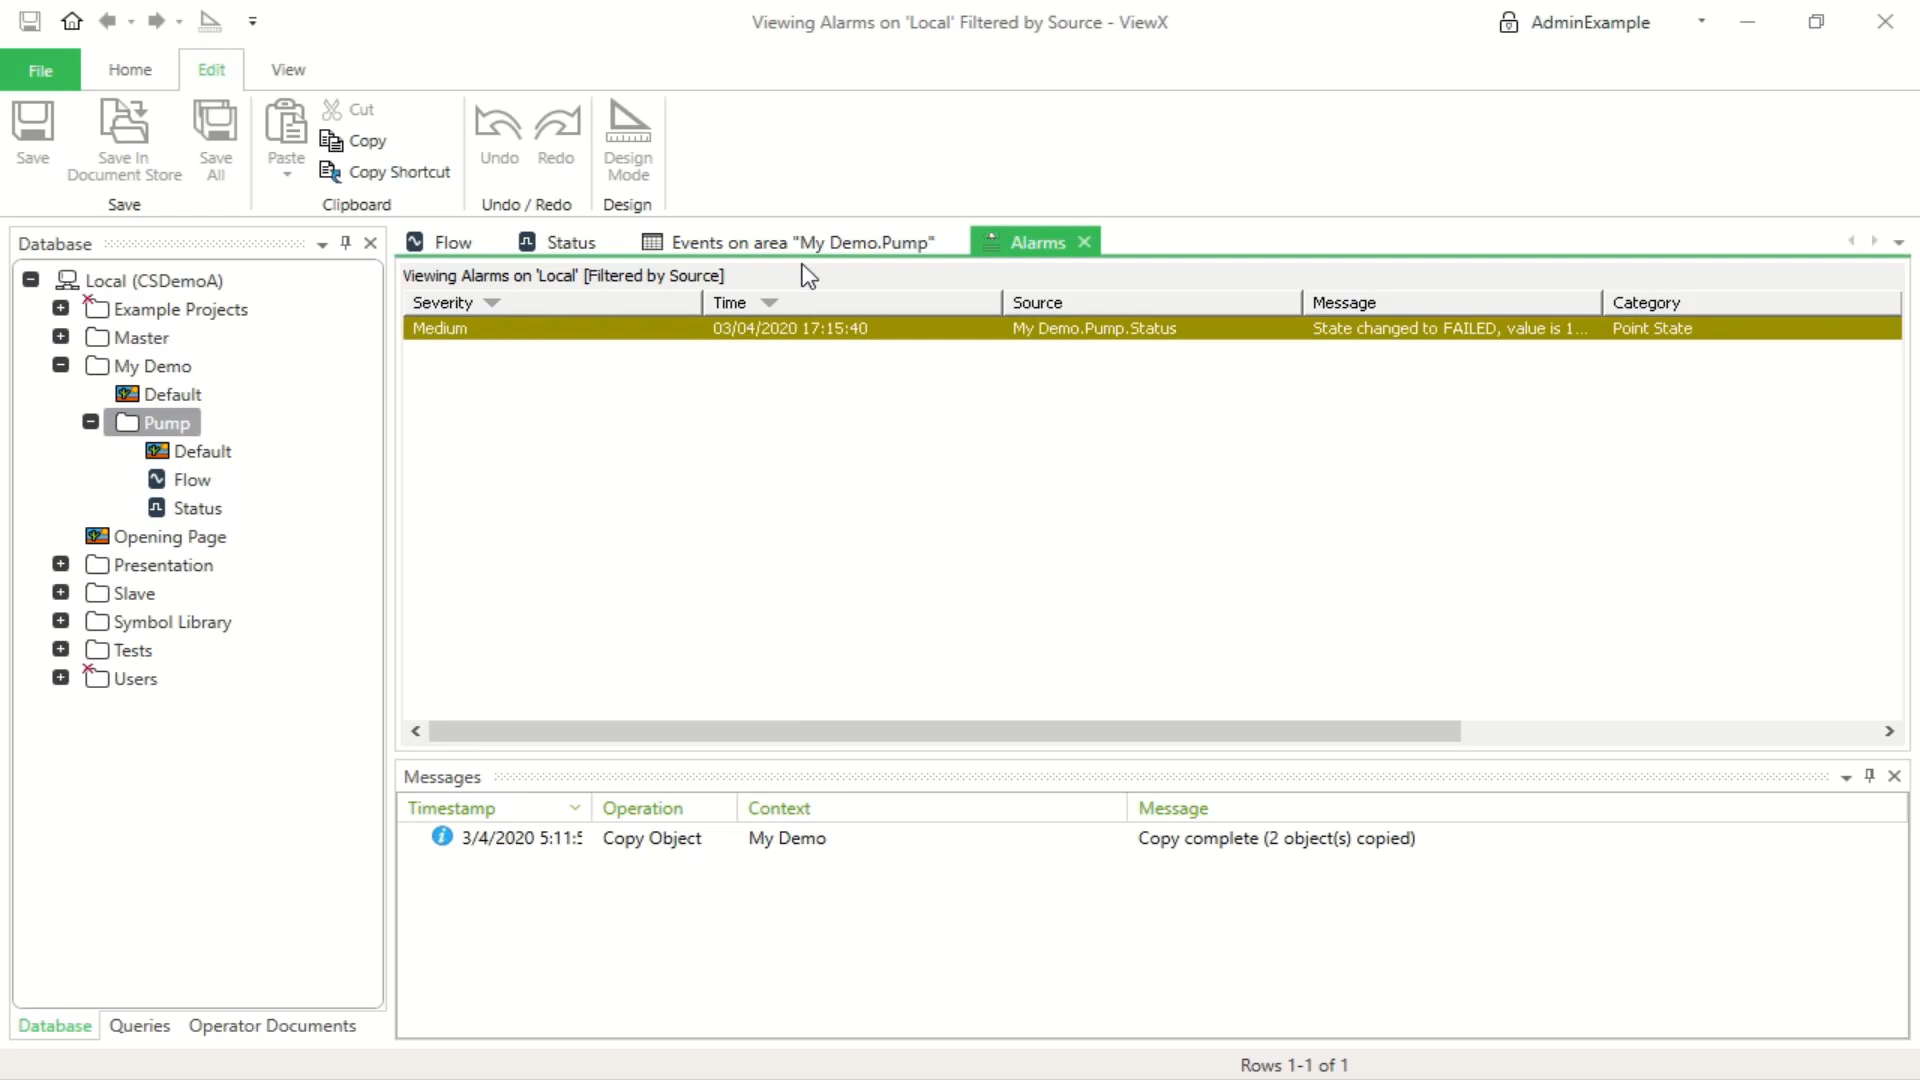 Viewing Alarms on 'Local' Filtered by Source - ViewX
AdminExample
File
Home
Edit
View
Save
Save In
Document Store
Save
All
Save
Paste
Cut
Copy
Copy Shortcut
Clipboard
Undo
Redo
Undo / Redo
Design
Mode
Design
Database
Local (CSDemoA)
Example Projects
Master
My Demo
Default
Pump
Default
Flow
Status
Opening Page
Presentation
Slave
Symbol Library
Tests
Users
Database
Queries
Operator Documents
Flow
Status
Events on area "My Demo.Pump"
Alarms
Viewing Alarms on 'Local' [Filtered by Source]
Severity
Time
Source
Message
Category
Medium
03/04/2020 17:15:40
My Demo.Pump.Status
State changed to FAILED, value is 1...
Point State
Messages
Timestamp
Operation
Context
Message
3/4/2020 5:11:5
Copy Object
My Demo
Copy complete (2 object(s) copied)
Rows 1-1 of 1